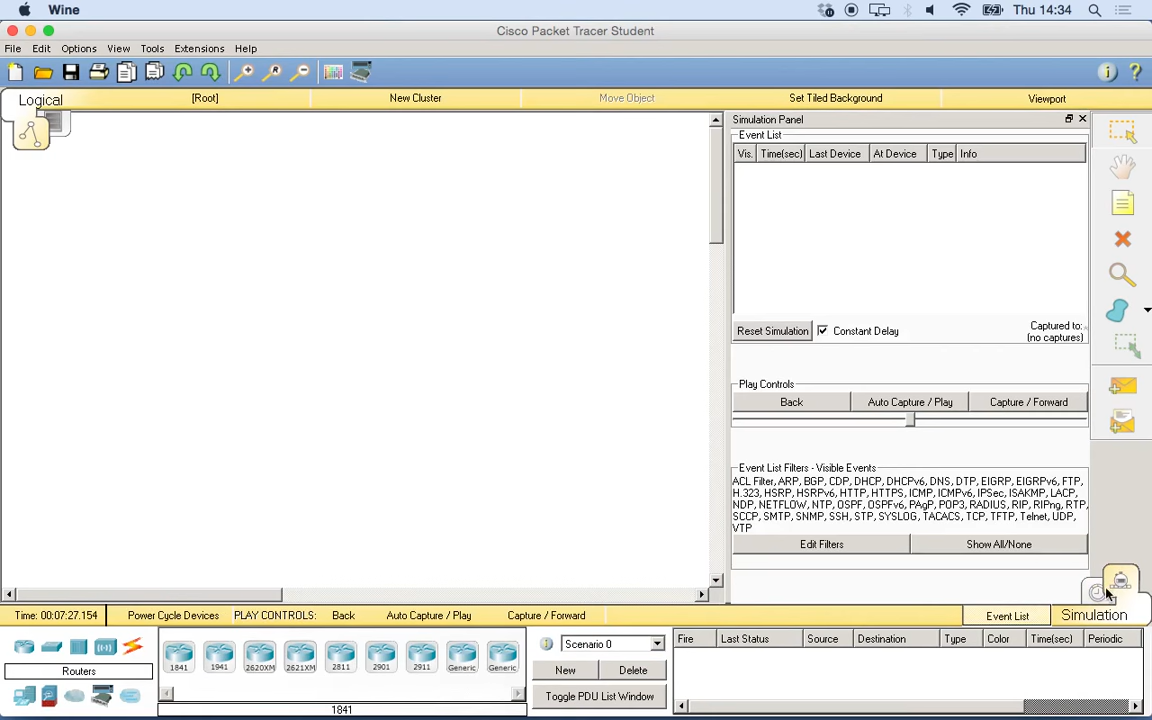 Wine
Thu 14:34
Cisco Packet Tracer Student
File Edit Options View Tools Extensions Help
Logical
[Root]
New Cluster
Move Object
Set Tiled Background
Viewport
Simulation Panel
Event List
Vis. Time(sec) Last Device At Device Type Info
Reset Simulation
Constant Delay
Captured to:
(no captures)
Play Controls
Back
Auto Capture / Play
Capture / Forward
Event List Filters - Visible Events
ACL Filter, ARP, BGP, CDP, DHCP, DHCPv6, DNS, DTP, EIGRP, EIGRPv6, FTP,
H.323, HSRP, HSRPv6, HTTP, HTTPS, ICMP, ICMPv6, IPSec, ISAKMP, LACP,
NDP, NETFLOW, NTP, OSPF, OSPFv6, PAgP, POP3, RADIUS, RIP, RIPng, RTP,
SCCP, SMTP, SNMP, SSH, STP, SYSLOG, TACACS, TCP, TFTP, Telnet, UDP,
VTP
Edit Filters
Show All/None
Time: 00:07:27.154
Power Cycle Devices
PLAY CONTROLS:
Back
Auto Capture / Play
Capture / Forward
Event List
Simulation
Routers
1841 1941 2620XM 2621XM 2811 2901 2911 Generic Generic
1841
Scenario 0
New
Delete
Toggle PDU List Window
Fire Last Status Source Destination Type Color Time(sec) Periodic